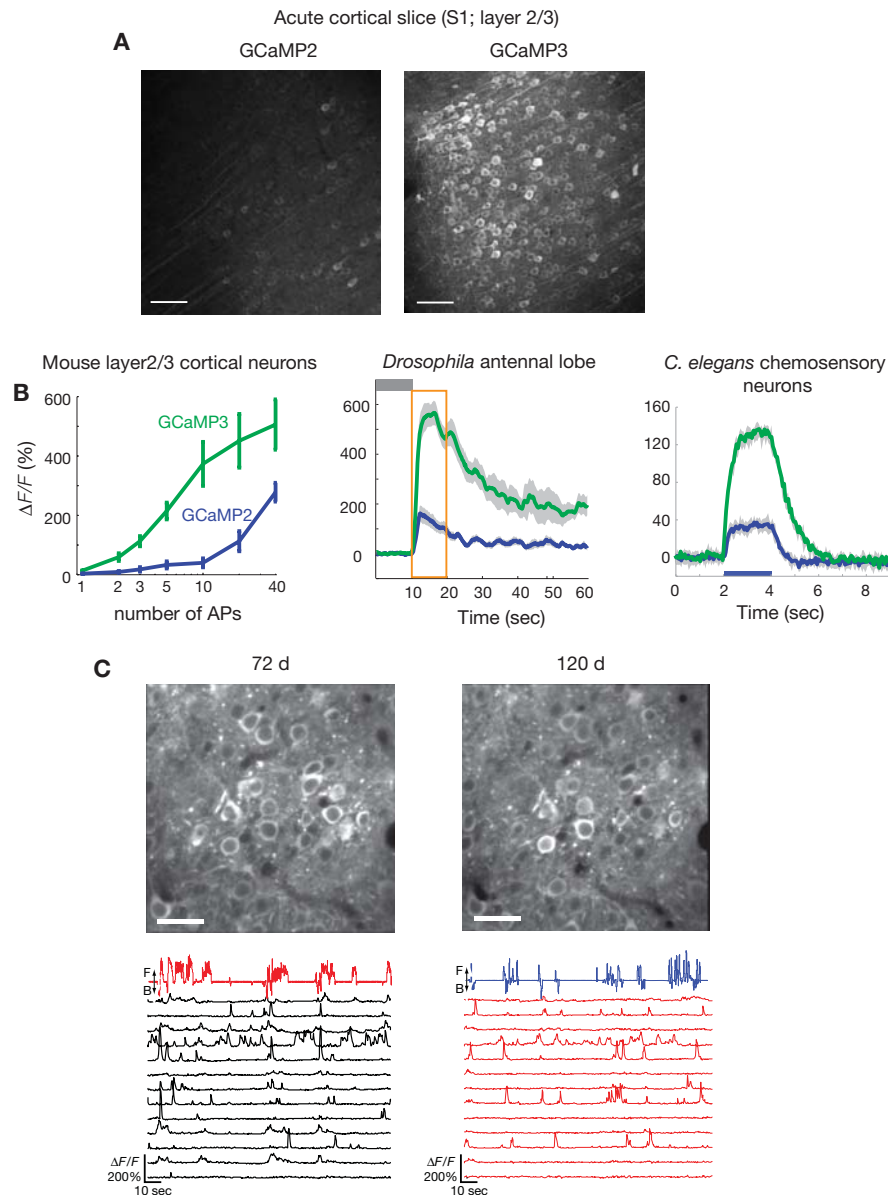 Acute cortical slice (S1; layer 2/3)
A
GCaMP2
GCaMP3
B
Mouse layer2/3 cortical neurons
600
400
200
0
ΔF/F (%)
GCaMP3
GCaMP2
1
2
3
5
10
20
40
number of APs
Drosophila antennal lobe
600
400
200
0
10
20
30
40
50
60
Time (sec)
C. elegans chemosensory
neurons
160
120
80
40
0
0
2
4
6
8
Time (sec)
C
72 d
120 d
F
B
F
B
ΔF/F
200%
10 sec
ΔF/F
200%
10 sec